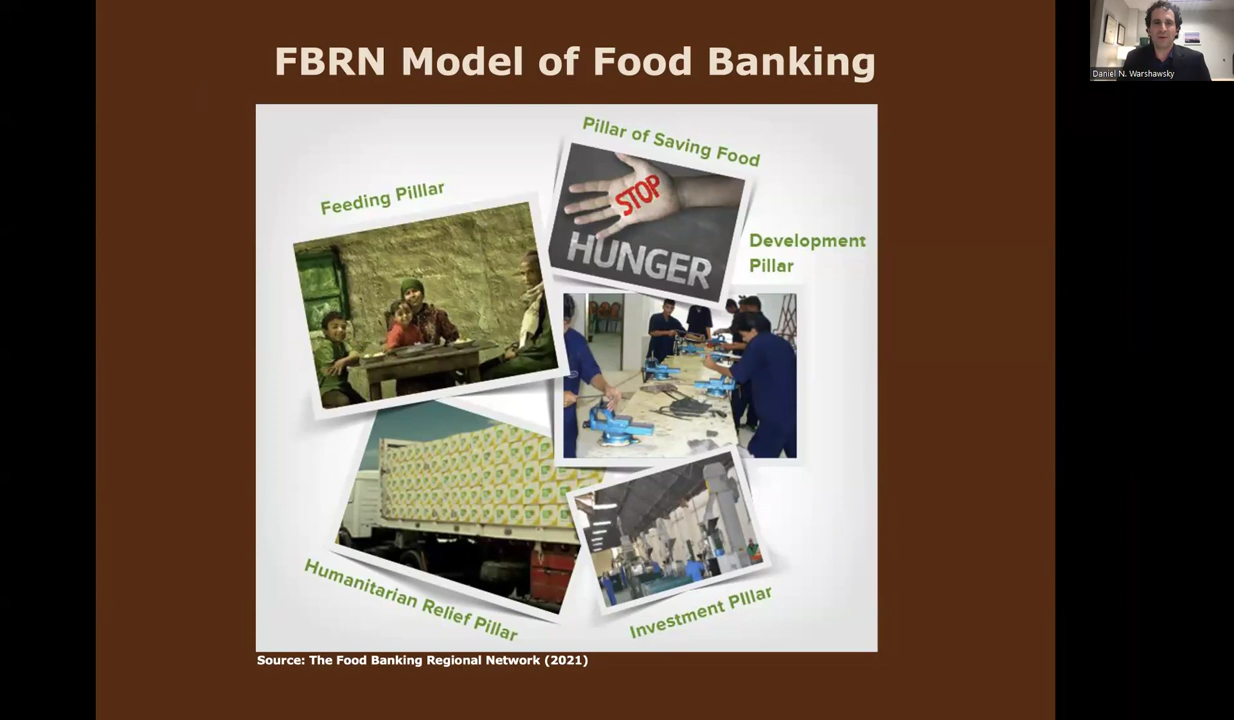 FBRN Model of Food Banking
Daniel N. Warshawsky
Pillar of Saving Food
Feeding Pilllar
STOP
HUNGER
Development
Pillar
Humanitarian Relief Pillar
Investment PIllar
Source: The Food Banking Regional Network (2021)